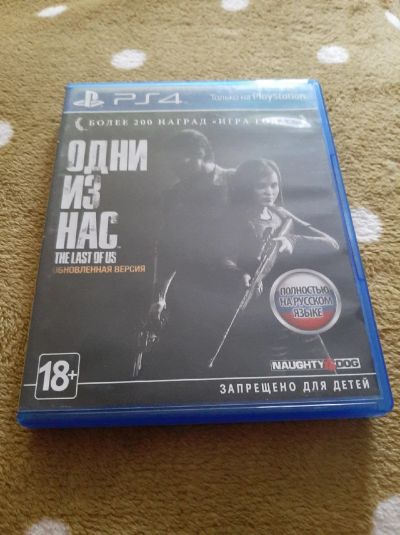 PS4
Только на PlayStation
БОЛЕЕ 200 НАГРАД «ИГРА ГОДА»
ОДНИ
ИЗ
НАС
THE LAST OF US
ОБНОВЛЕННАЯ ВЕРСИЯ
ПОЛНОСТЬЮ
НА РУССКОМ
ЯЗЫКЕ
NAUGHTY DOG
18+
ЗАПРЕЩЕНО ДЛЯ ДЕТЕЙ